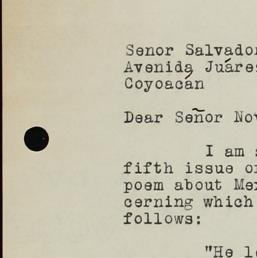 Senor Salvador
Avenida Juáre
Coyoacán
Dear Señor No
I am
fifth issue o
poem about Me
cerning which
follows:
"He l